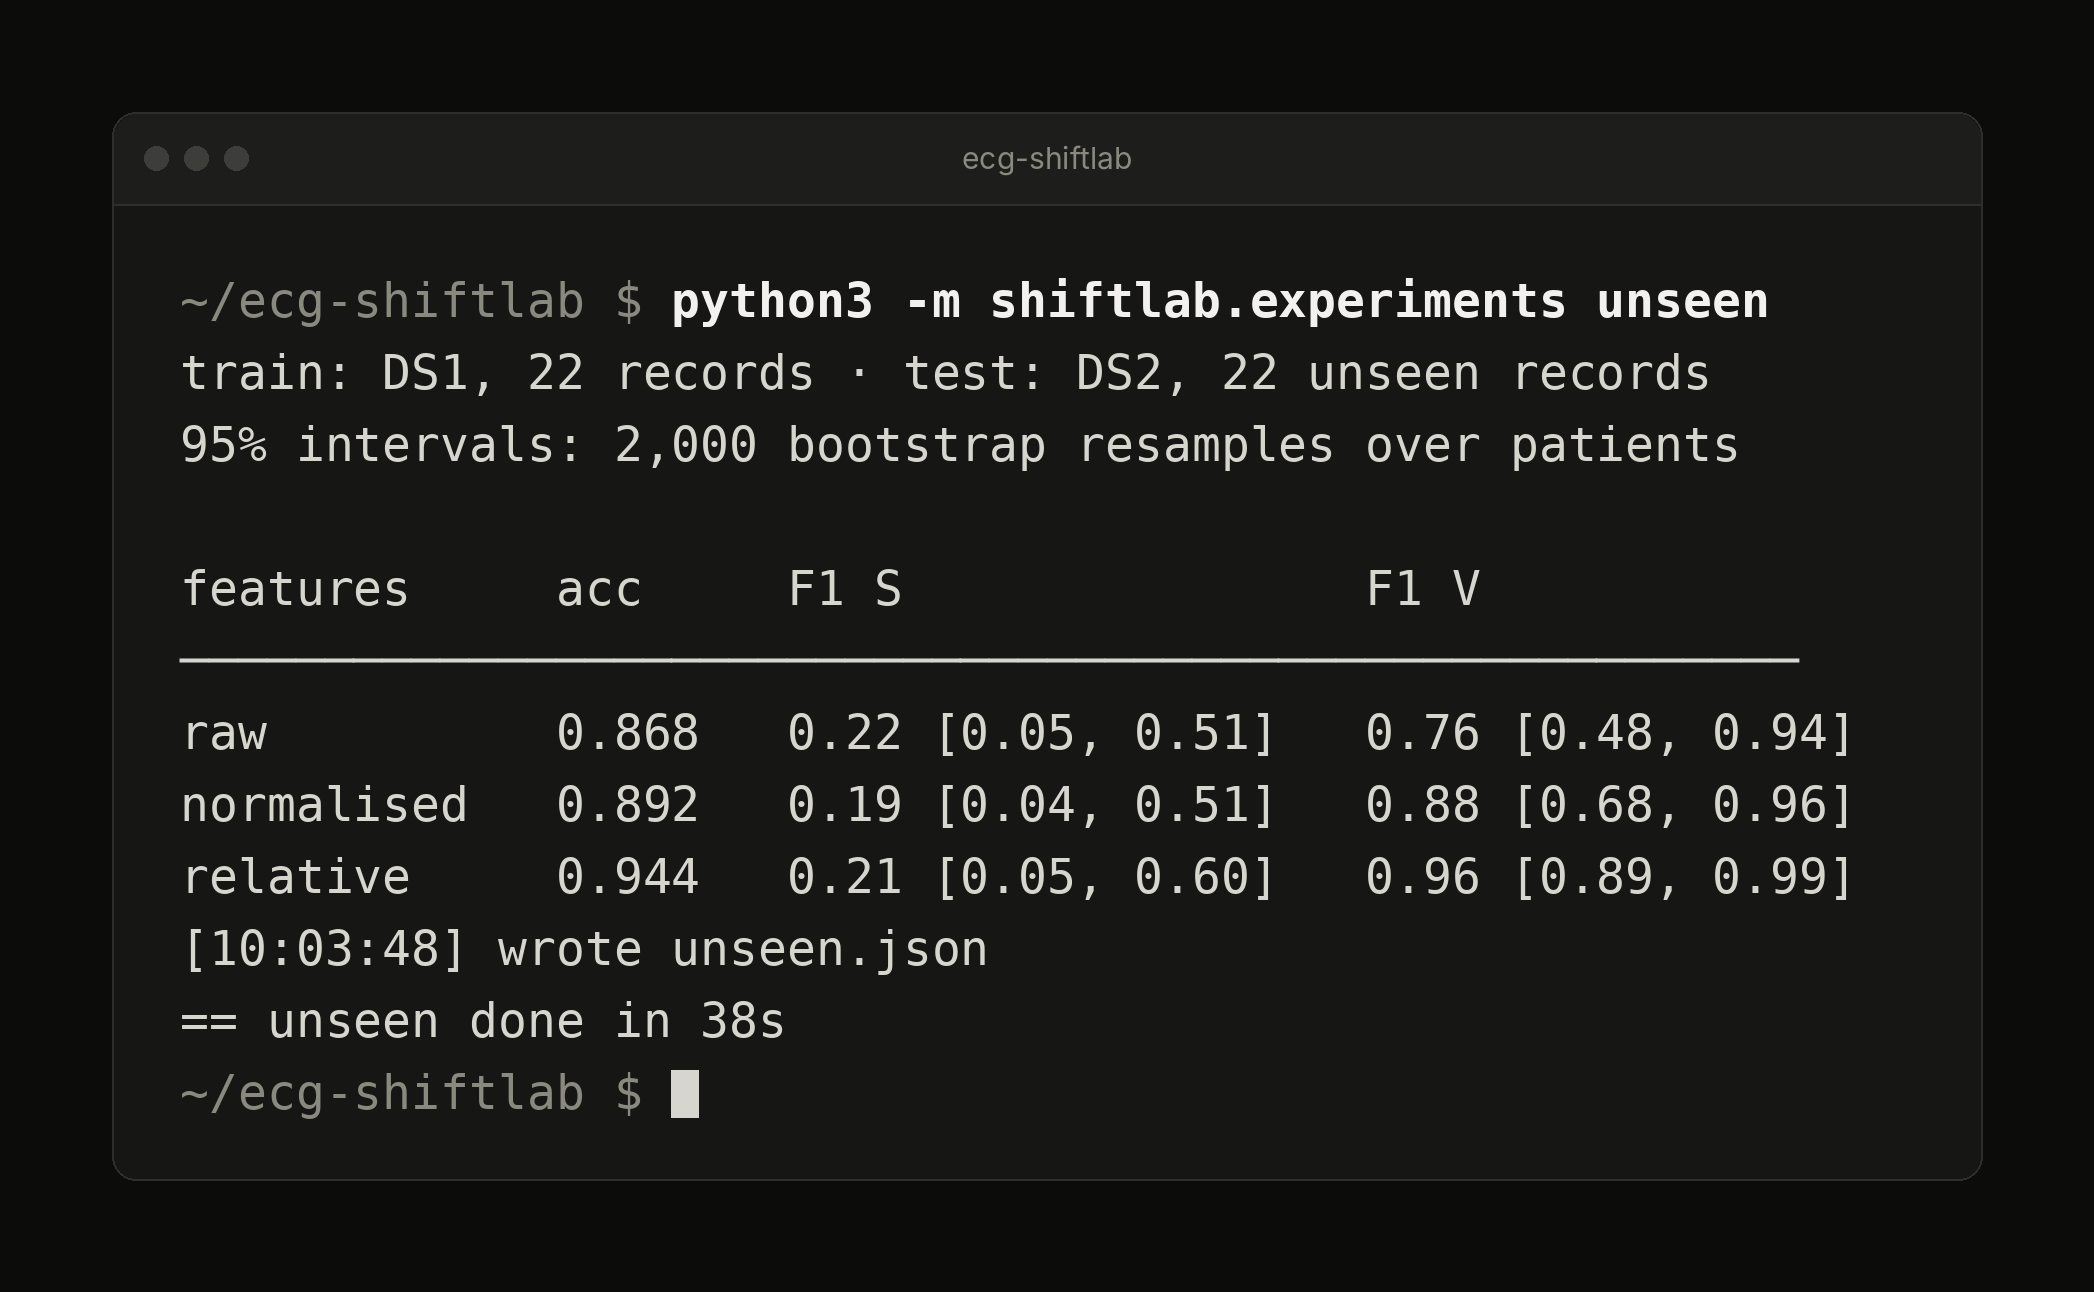 ecg-shiftlab
~/ecg-shiftlab $ python3 -m shiftlab.experiments unseen
train: DS1, 22 records · test: DS2, 22 unseen records
95% intervals: 2,000 bootstrap resamples over patients
features acc F1 S F1 V
raw 0.868 0.22 [0.05, 0.51] 0.76 [0.48, 0.94]
normalised 0.892 0.19 [0.04, 0.51] 0.88 [0.68, 0.96]
relative 0.944 0.21 [0.05, 0.60] 0.96 [0.89, 0.99]
[10:03:48] wrote unseen.json
== unseen done in 38s
~/ecg-shiftlab $